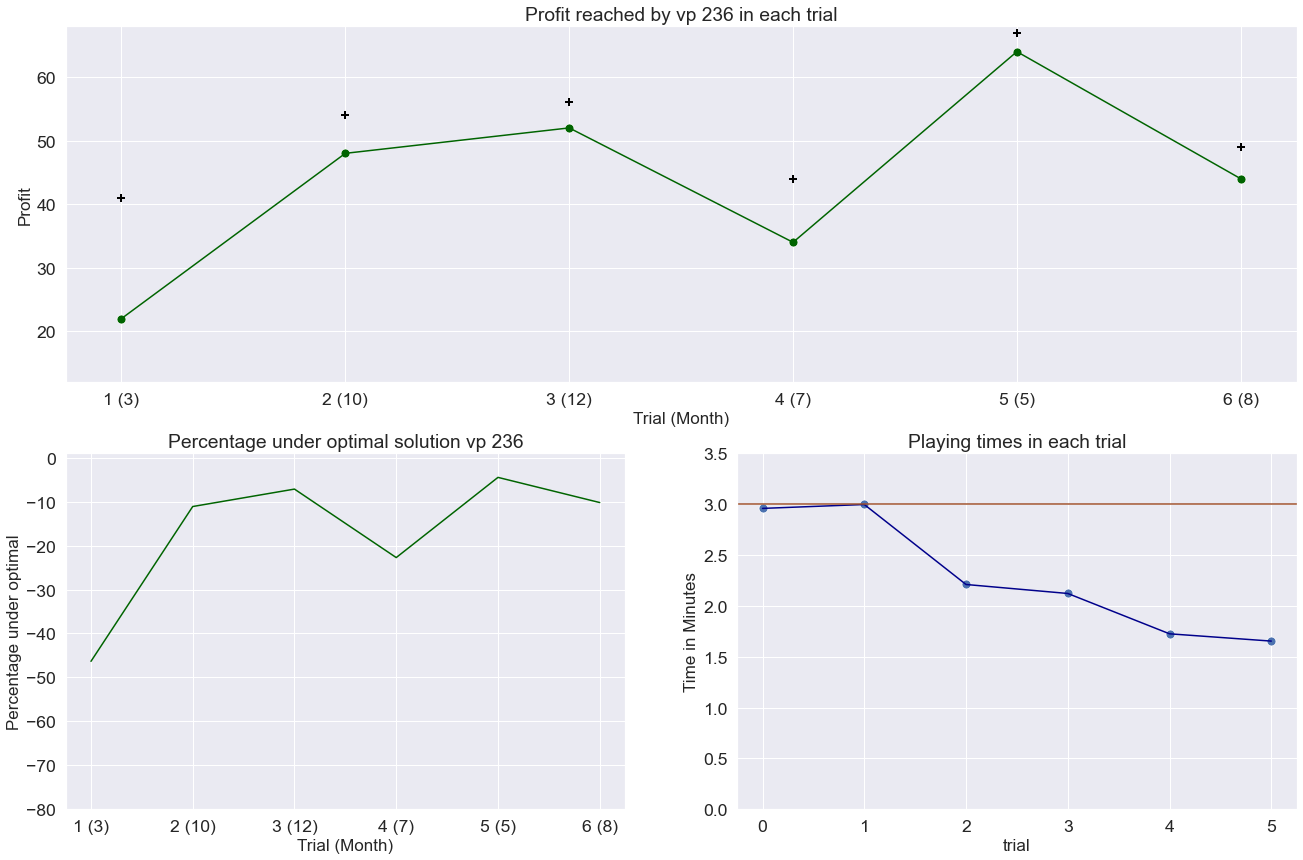 Profit reached by vp 236 in each trial
Profit
60
50
40
30
20
1 (3) 2 (10) 3 (12) 4 (7) 5 (5) 6 (8)
Trial (Month)
Percentage under optimal solution vp 236
Percentage under optimal
0
−10
−20
−30
−40
−50
−60
−70
−80
1 (3) 2 (10) 3 (12) 4 (7) 5 (5) 6 (8)
Trial (Month)
Playing times in each trial
Time in Minutes
3.5
3.0
2.5
2.0
1.5
1.0
0.5
0.0
0 1 2 3 4 5
trial